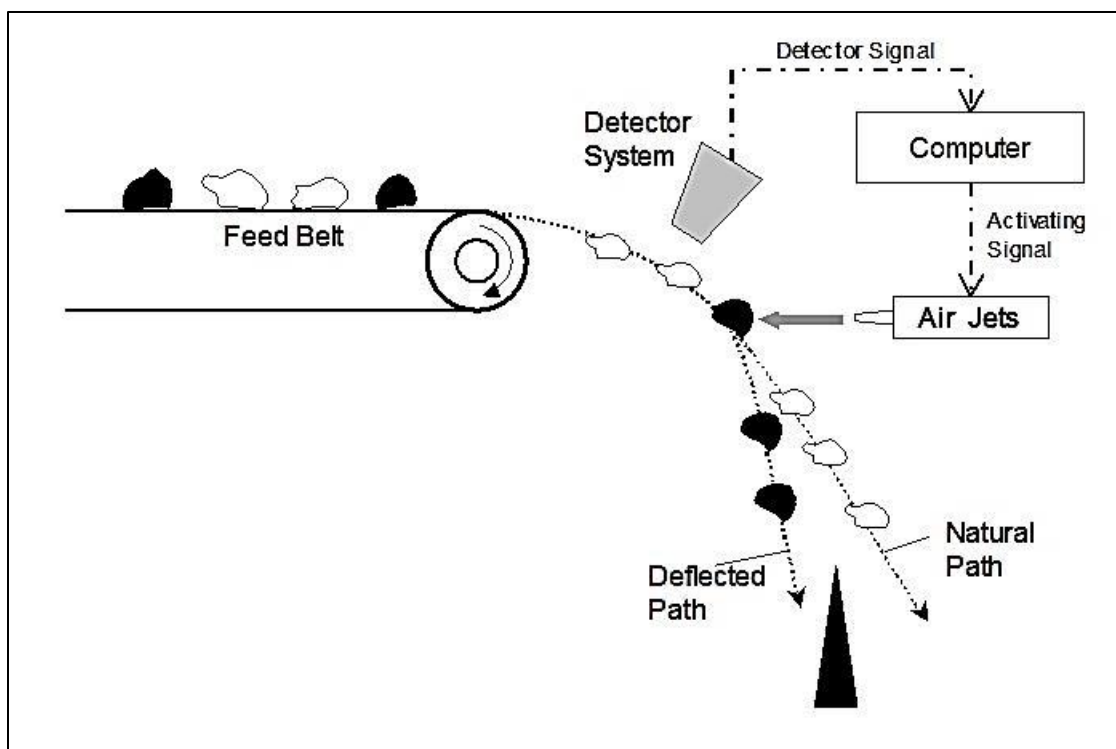 Detector Signal
Detector
System
Computer
Feed Belt
Activating
Signal
Air Jets
Natural
Path
Deflected
Path